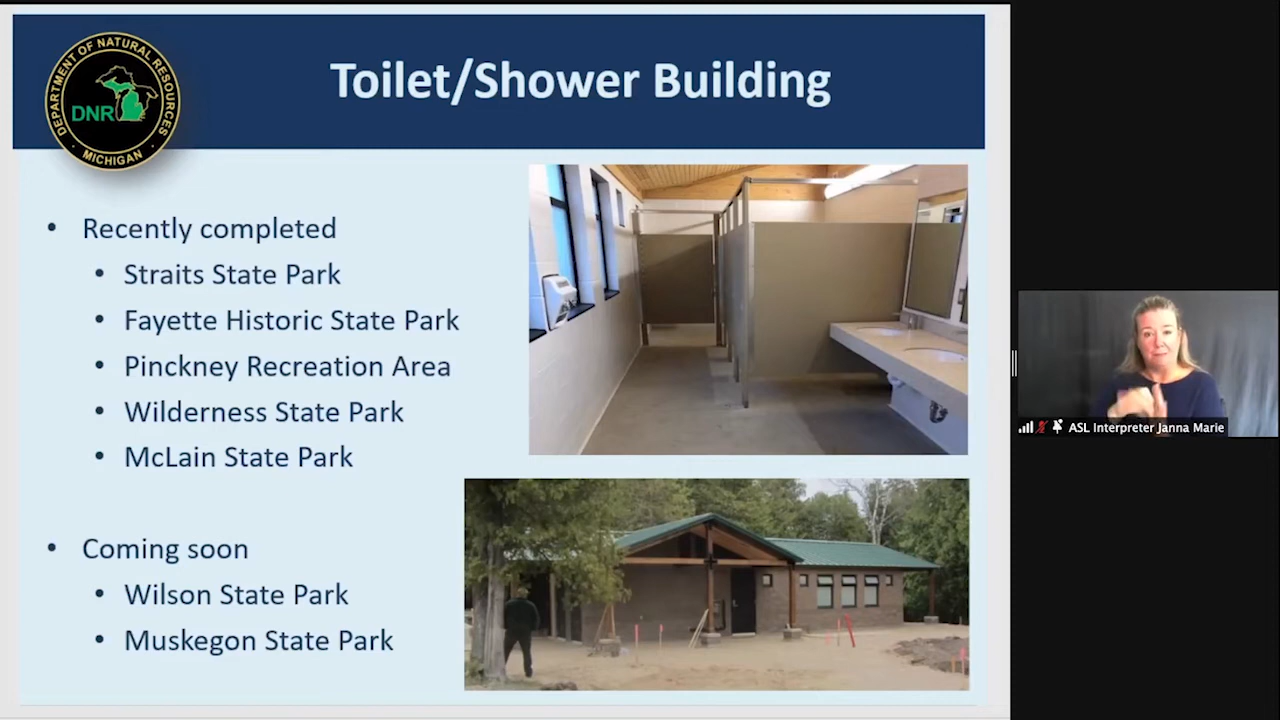 DEPARTMENT OF NATURAL RESOURCES
DNR
MICHIGAN
Toilet/Shower Building
• Recently completed
• Straits State Park
• Fayette Historic State Park
• Pinckney Recreation Area
• Wilderness State Park
• McLain State Park
• Coming soon
• Wilson State Park
• Muskegon State Park
ASL Interpreter Janna Marie